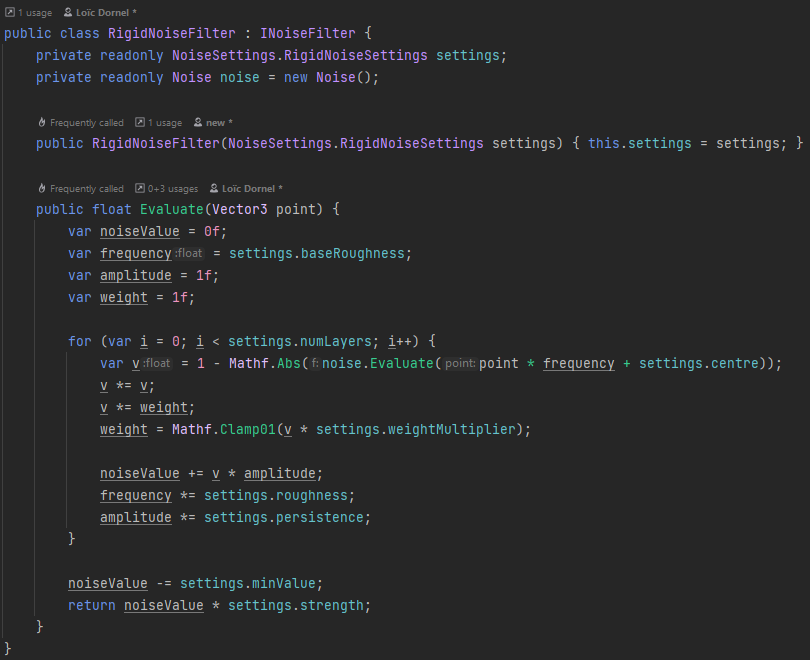 1 usage Loïc Dornel *
public class RigidNoiseFilter : INoiseFilter {
    private readonly NoiseSettings.RigidNoiseSettings settings;
    private readonly Noise noise = new Noise();
    Frequently called 1 usage new *
    public RigidNoiseFilter(NoiseSettings.RigidNoiseSettings settings) { this.settings = settings; }
    Frequently called 0+3 usages Loïc Dornel *
    public float Evaluate(Vector3 point) {
        var noiseValue = 0f;
        var frequency :float = settings.baseRoughness;
        var amplitude = 1f;
        var weight = 1f;
        for (var i = 0; i < settings.numLayers; i++) {
            var v :float = 1 - Mathf.Abs( f: noise.Evaluate( point: point * frequency + settings.centre));
            v *= v;
            v *= weight;
            weight = Mathf.Clamp01(v * settings.weightMultiplier);
            noiseValue += v * amplitude;
            frequency *= settings.roughness;
            amplitude *= settings.persistence;
        }
        noiseValue -= settings.minValue;
        return noiseValue * settings.strength;
    }
}